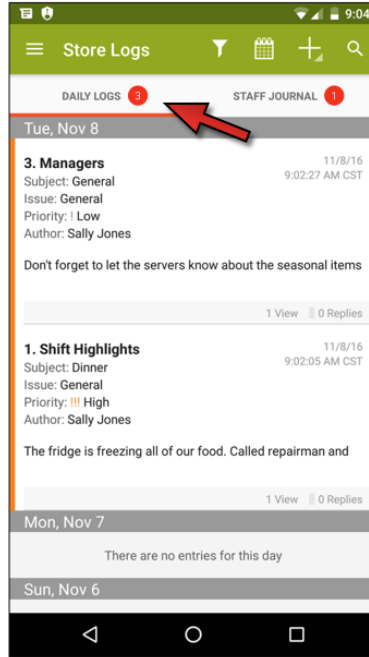 9:04
Store Logs
DAILY LOGS 3
STAFF JOURNAL 1
Tue, Nov 8
3. Managers
11/8/16
Subject: General
9:02:27 AM CST
Issue: General
Priority: ! Low
Author: Sally Jones
Don't forget to let the servers know about the seasonal items
1 View
0 Replies
1. Shift Highlights
11/8/16
Subject: Dinner
9:02:05 AM CST
Issue: General
Priority: !!! High
Author: Sally Jones
The fridge is freezing all of our food. Called repairman and
1 View
0 Replies
Mon, Nov 7
There are no entries for this day
Sun, Nov 6